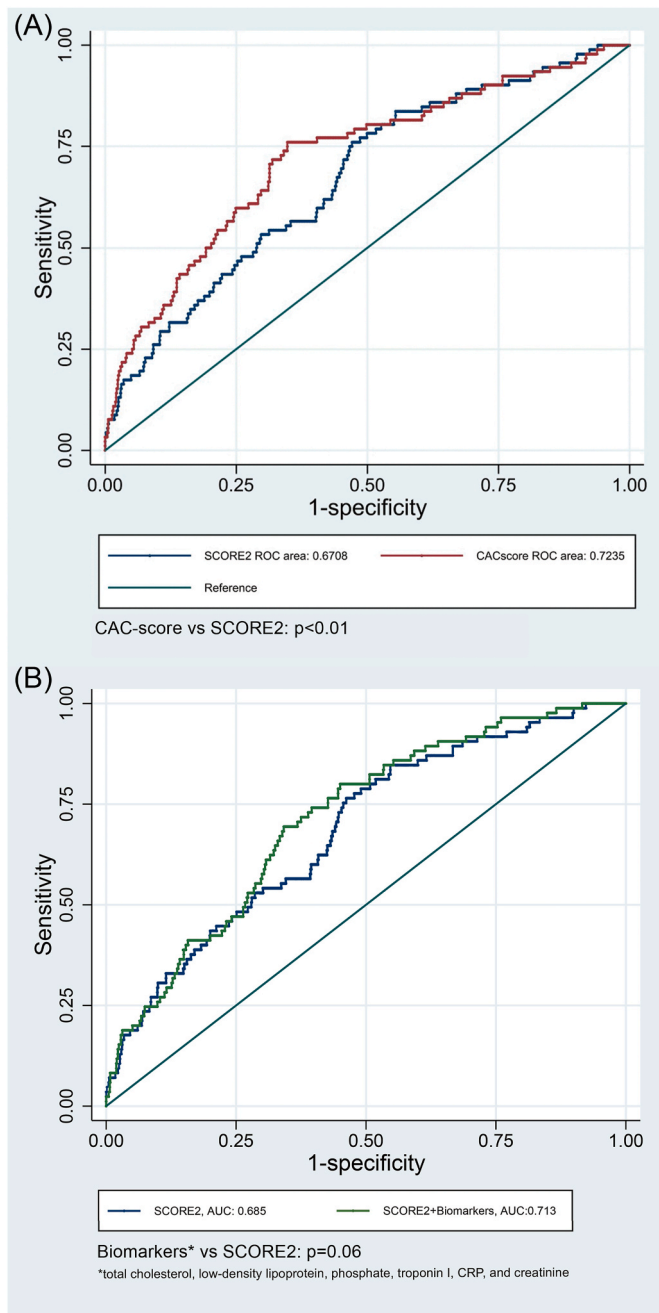 (A)
1.00
0.75
0.50
0.25
0.00
Sensitivity
0.00 0.25 0.50 0.75 1.00
1-specificity
SCORE2 ROC area: 0.6708 CACscore ROC area: 0.7235
Reference
CAC-score vs SCORE2: p<0.01
(B)
1.00
0.75
0.50
0.25
0.00
Sensitivity
0.00 0.25 0.50 0.75 1.00
1-specificity
SCORE2, AUC: 0.685 SCORE2+Biomarkers, AUC:0.713
Biomarkers* vs SCORE2: p=0.06
*total cholesterol, low-density lipoprotein, phosphate, troponin I, CRP, and creatinine